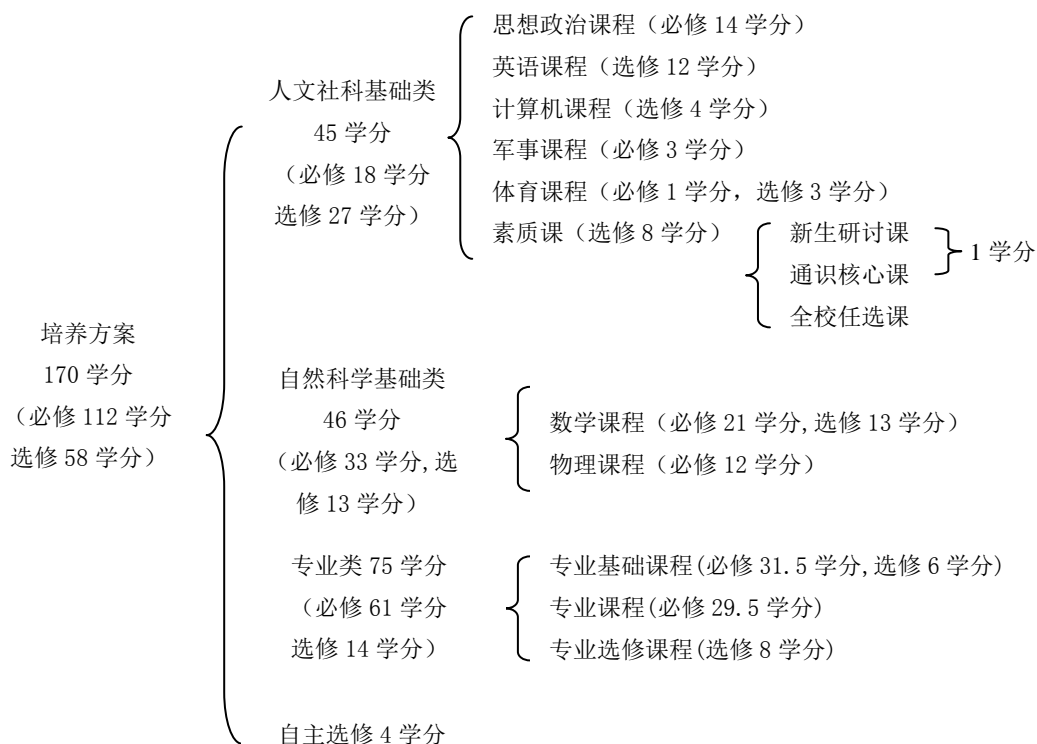 培养方案
170 学分
（必修 112 学分
选修 58 学分）
人文社科基础类
45 学分
（必修 18 学分
选修 27 学分）
思想政治课程（必修 14 学分）
英语课程（选修 12 学分）
计算机课程（选修 4 学分）
军事课程（必修 3 学分）
体育课程（必修 1 学分，选修 3 学分）
素质课（选修 8 学分）
新生研讨课
通识核心课
1 学分
全校任选课
自然科学基础类
46 学分
（必修 33 学分,选
修 13 学分）
数学课程（必修 21 学分,选修 13 学分）
物理课程（必修 12 学分）
专业类 75 学分
（必修 61 学分
选修 14 学分）
专业基础课程(必修 31.5 学分,选修 6 学分)
专业课程(必修 29.5 学分)
专业选修课程(选修 8 学分)
自主选修 4 学分